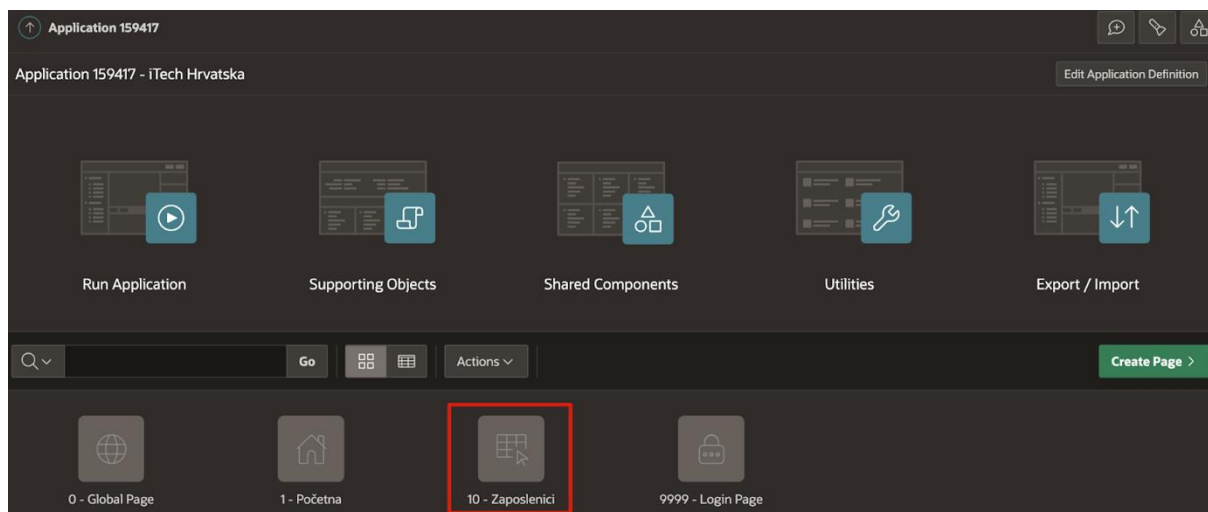 Application 159417
Application 159417 - iTech Hrvatska
Edit Application Definition
Run Application
Supporting Objects
Shared Components
Utilities
Export / Import
Go
Actions
Create Page >
0 - Global Page
1 - Početna
10 - Zaposlenici
9999 - Login Page